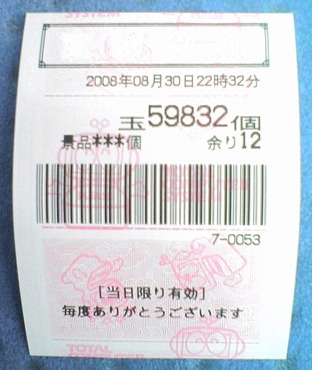 SYSTEM
2008年08月30日22時32分
玉59832個
景品***個 余り12
7-0053
[当日限り有効]
毎度ありがとうございます
TOTAL